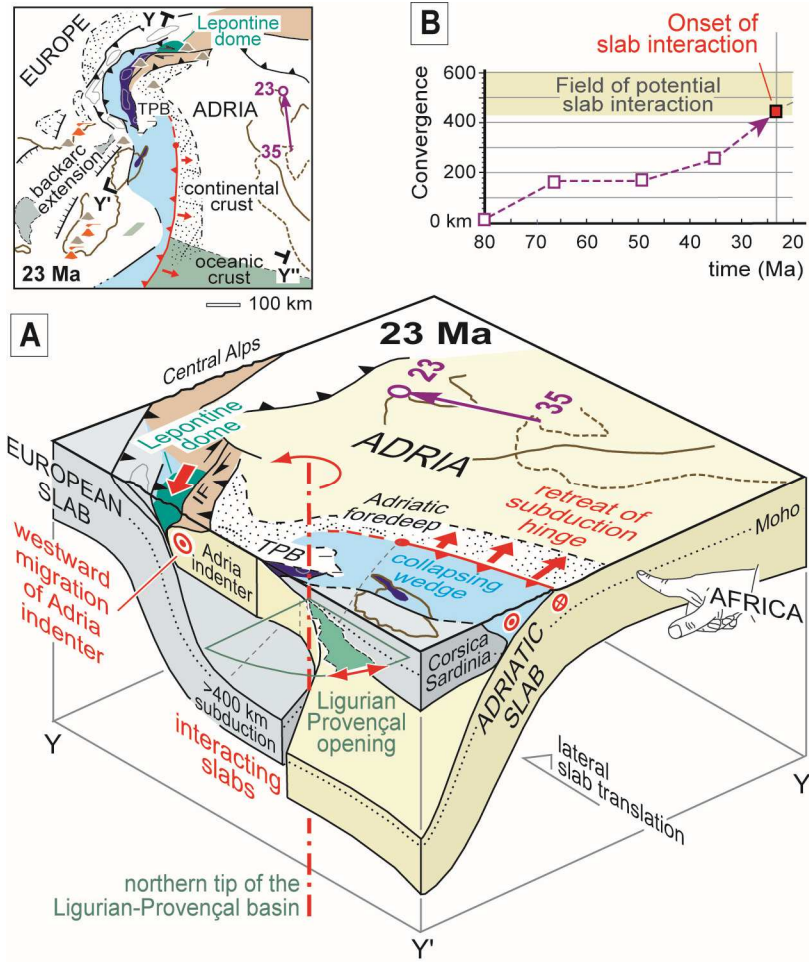 Y
Lepontine
dome
EUROPE
23
TPB
ADRIA
35
backarc
extension
Y'
continental
crust
23 Ma
oceanic
crust
Y''
100 km
B
Onset of
slab interaction
Convergence
600
Field of potential
slab interaction
400
200
0 km
80 70 60 50 40 30 20
time (Ma)
A
23 Ma
Central Alps
23
35
ADRIA
Lepontine
dome
IF
EUROPEAN
SLAB
Adriatic
foredeep
retreat of
subduction
hinge
Moho
TPB
collapsing
wedge
Adria
indenter
westward
migration
of Adria
indenter
AFRICA
Corsica
Sardinia
ADRIATIC
SLAB
>400 km
subduction
Ligurian
Provençal
opening
interacting
slabs
Y
Y
lateral
slab translation
northern tip of the
Ligurian-Provençal basin
Y'